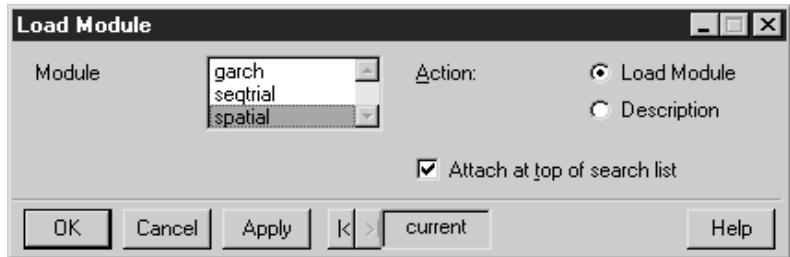 Load Module
Module
garch
seqtrial
spatial
Action:
Load Module
Description
Attach at top of search list
OK Cancel Apply |< >| current Help